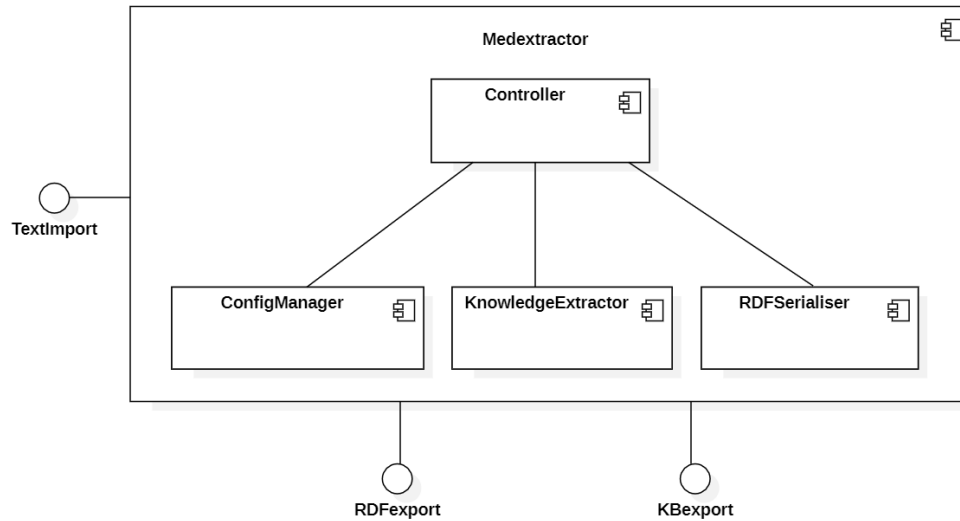 Medextractor
Controller
TextImport
ConfigManager
KnowledgeExtractor
RDFSerialiser
RDFexport
KBexport